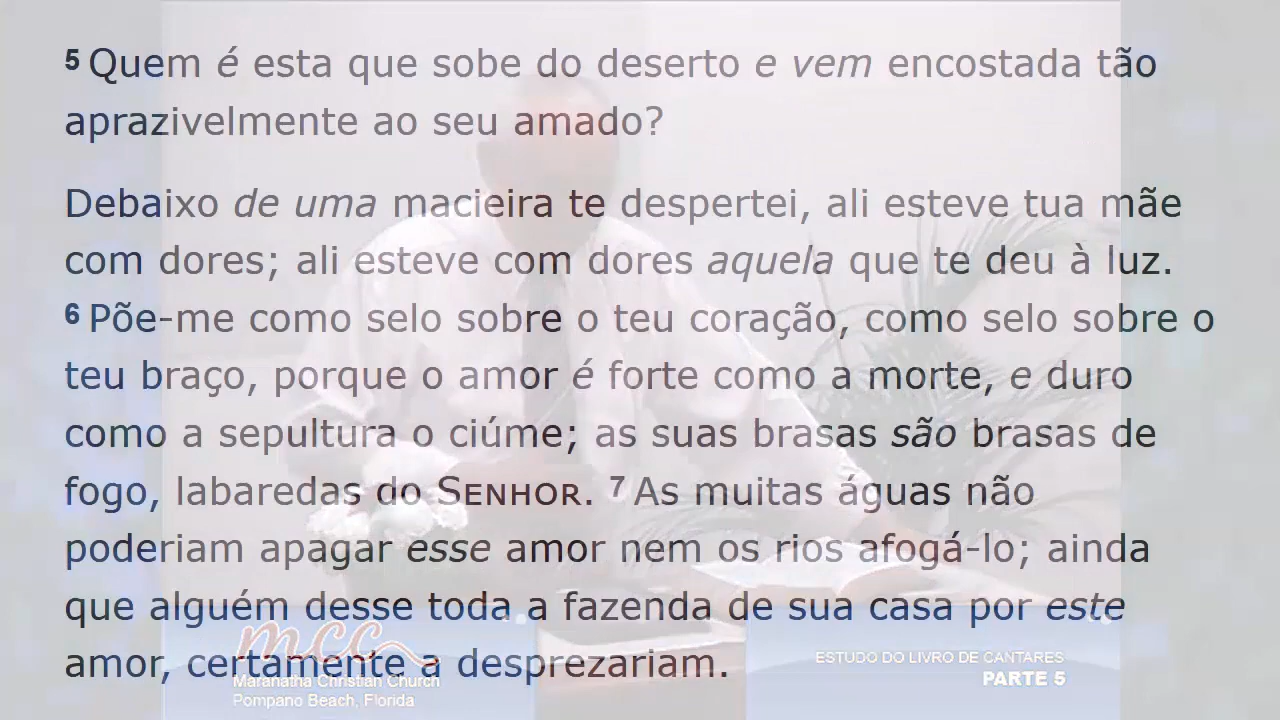 5 Quem é esta que sobe do deserto e vem encostada tão
aprazivelmente ao seu amado?
Debaixo de uma macieira te despertei, ali esteve tua mãe
com dores; ali esteve com dores aquela que te deu à luz.
6 Põe-me como selo sobre o teu coração, como selo sobre o
teu braço, porque o amor é forte como a morte, e duro
como a sepultura o ciúme; as suas brasas são brasas de
fogo, labaredas do SENHOR. 7 As muitas águas não
poderiam apagar esse amor nem os rios afogá-lo; ainda
que alguém desse toda a fazenda de sua casa por este
amor, certamente a desprezariam.
mcc
Maranatha Christian Church
Pompano Beach, Florida
ESTUDO DO LIVRO DE CANTARES
PARTE 5